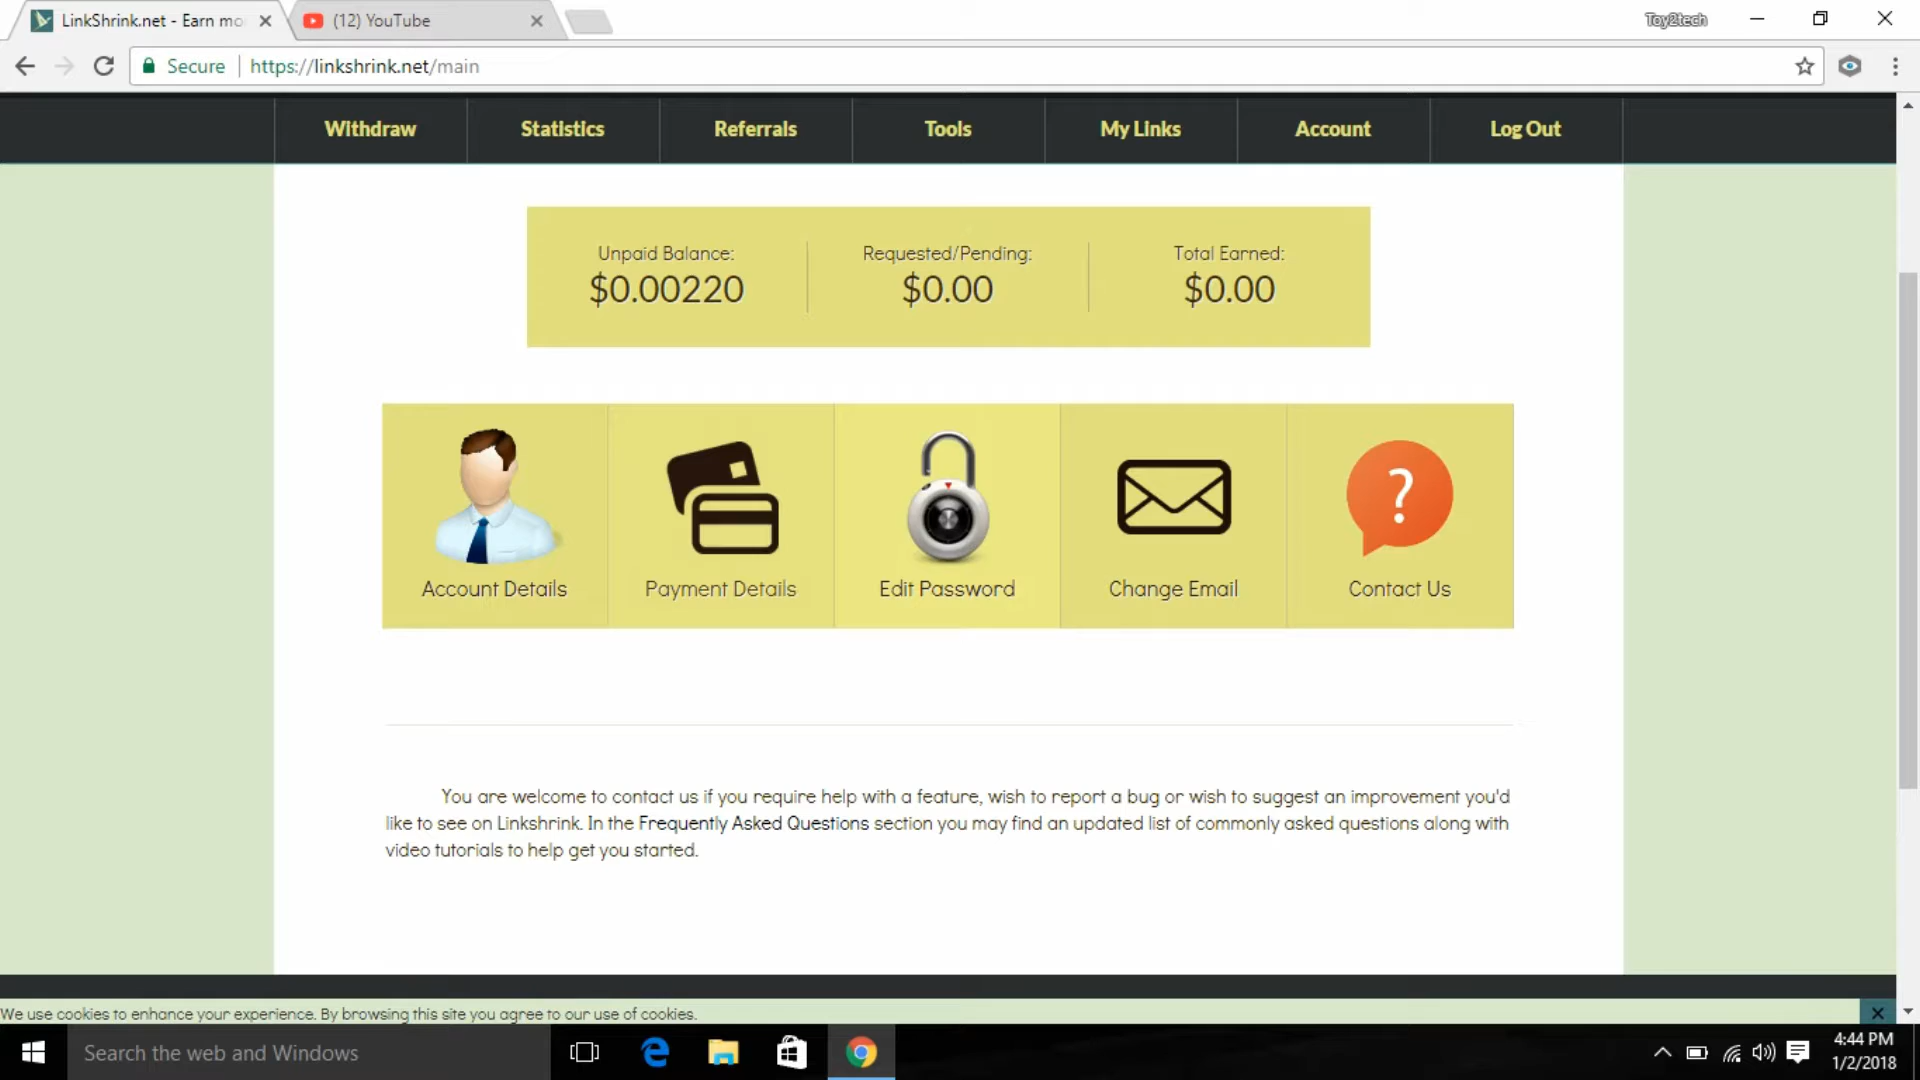 LinkShrink.net - Earn mo
(12) YouTube
Toy2tech
Secure
https://linkshrink.net/main
Withdraw
Statistics
Referrals
Tools
My Links
Account
Log Out
Unpaid Balance:
Requested/Pending:
Total Earned:
$0.00220
$0.00
$0.00
?
Account Details
Payment Details
Edit Password
Change Email
Contact Us
You are welcome to contact us if you require help with a feature, wish to report a bug or wish to suggest an improvement you'd
like to see on Linkshrink. In the Frequently Asked Questions section you may find an updated list of commonly asked questions along with
video tutorials to help get you started.
We use cookies to enhance your experience. By browsing this site you agree to our use of cookies.
Search the web and Windows
4:44 PM
1/2/2018